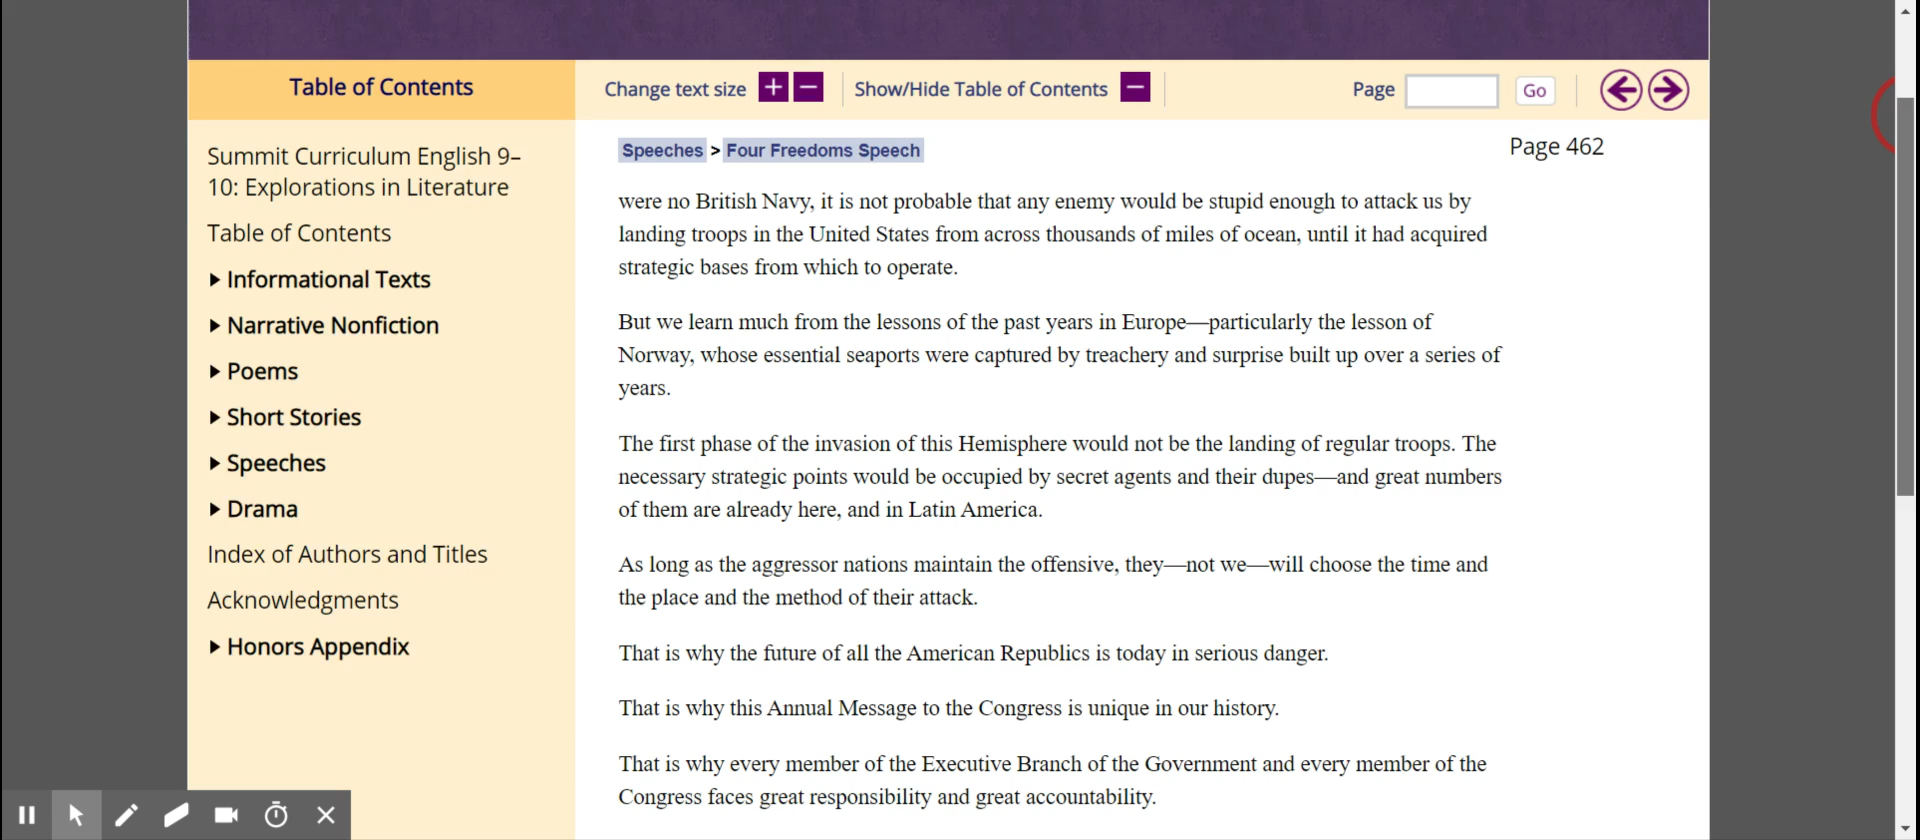 Table of Contents
Change text size
Show/Hide Table of Contents
Page
Go
Summit Curriculum English 9–
10: Explorations in Literature
Table of Contents
Informational Texts
Narrative Nonfiction
Poems
Short Stories
Speeches
Drama
Index of Authors and Titles
Acknowledgments
Honors Appendix
Speeches > Four Freedoms Speech
Page 462
were no British Navy, it is not probable that any enemy would be stupid enough to attack us by
landing troops in the United States from across thousands of miles of ocean, until it had acquired
strategic bases from which to operate.
But we learn much from the lessons of the past years in Europe—particularly the lesson of
Norway, whose essential seaports were captured by treachery and surprise built up over a series of
years.
The first phase of the invasion of this Hemisphere would not be the landing of regular troops. The
necessary strategic points would be occupied by secret agents and their dupes—and great numbers
of them are already here, and in Latin America.
As long as the aggressor nations maintain the offensive, they—not we—will choose the time and
the place and the method of their attack.
That is why the future of all the American Republics is today in serious danger.
That is why this Annual Message to the Congress is unique in our history.
That is why every member of the Executive Branch of the Government and every member of the
Congress faces great responsibility and great accountability.